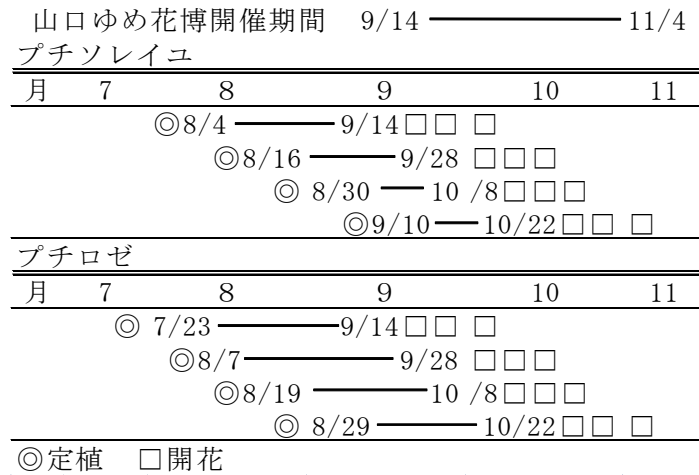 山口ゆめ花博開催期間 9/14 ――― 11/4
プチソレイユ
月 7 8 9 10 11
◎8/4 ――― 9/14□□ □
◎8/16 ――― 9/28 □□□
◎ 8/30 ―― 10 /8□□□
◎9/10――10/22□□ □
プチロゼ
月 7 8 9 10 11
◎ 7/23 ―――9/14□□ □
◎8/7――― 9/28 □□□
◎8/19 ―――10 /8□□□
◎ 8/29 ―――10/22□□ □
◎定植 □開花